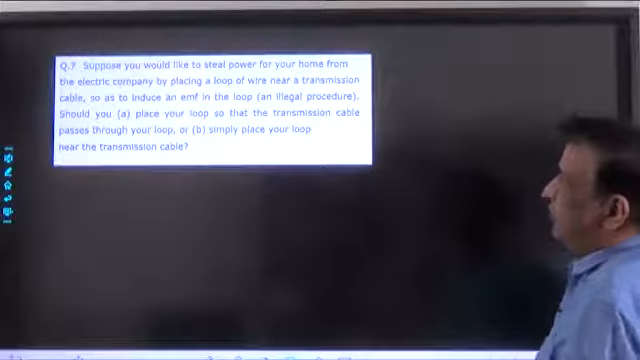 Q.7 Suppose you would like to steal power for your home from
the electric company by placing a loop of wire near a transmission
cable, so as to induce an emf in the loop (an illegal procedure).
Should you (a) place your loop so that the transmission cable
passes through your loop, or (b) simply place your loop
near the transmission cable?